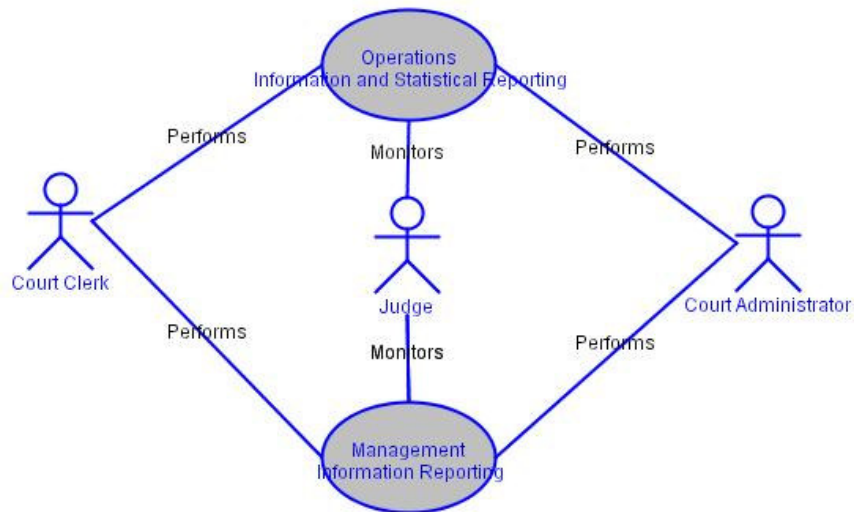 Operations
Information and Statistical Reporting
Performs
Monitors
Performs
Court Clerk
Judge
Court Administrator
Performs
Monitors
Performs
Management
Information Reporting